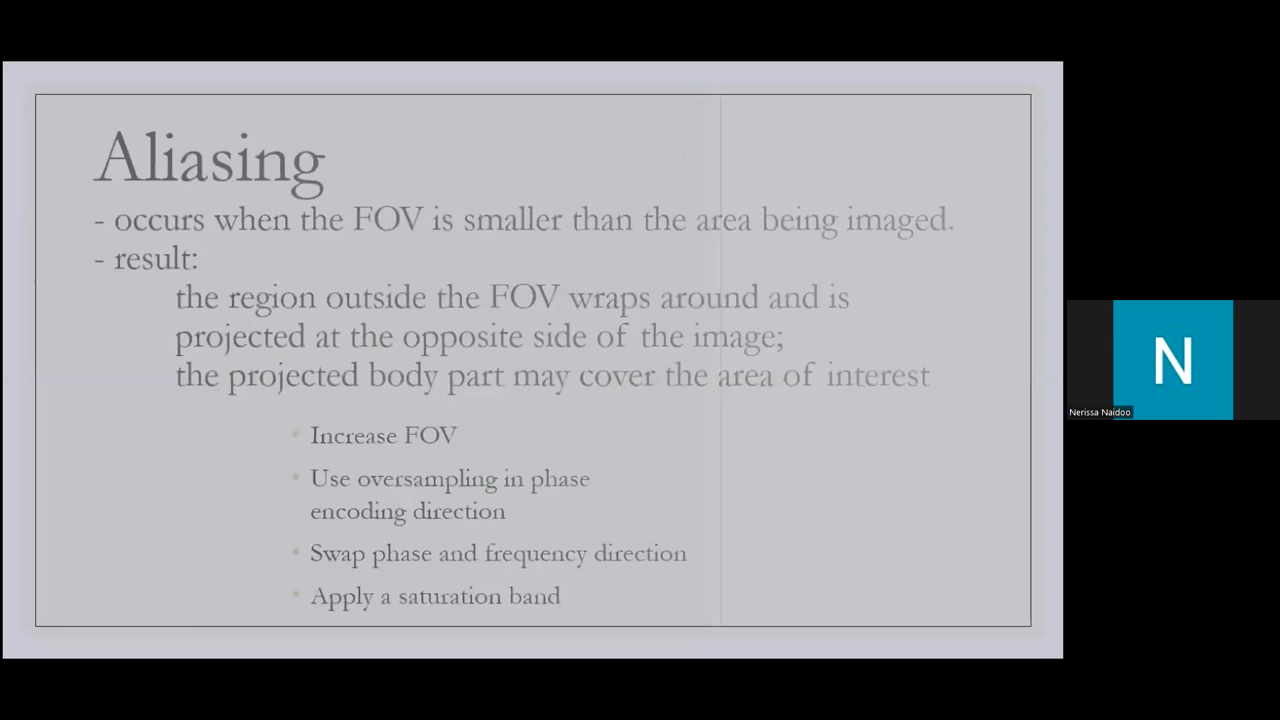 Aliasing
- occurs when the FOV is smaller than the area being imaged.
- result:
the region outside the FOV wraps around and is
projected at the opposite side of the image;
the projected body part may cover the area of interest
• Increase FOV
• Use oversampling in phase
encoding direction
• Swap phase and frequency direction
• Apply a saturation band
N
Nerissa Naidoo